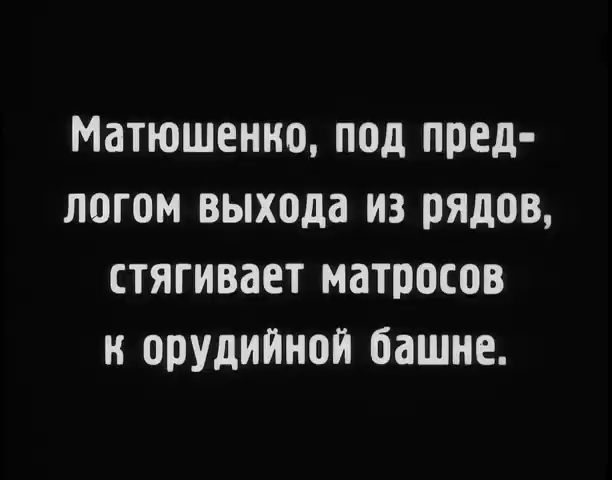 Матюшенко, под пред-
логом выхода из рядов,
стягивает матросов
к орудийной башне.